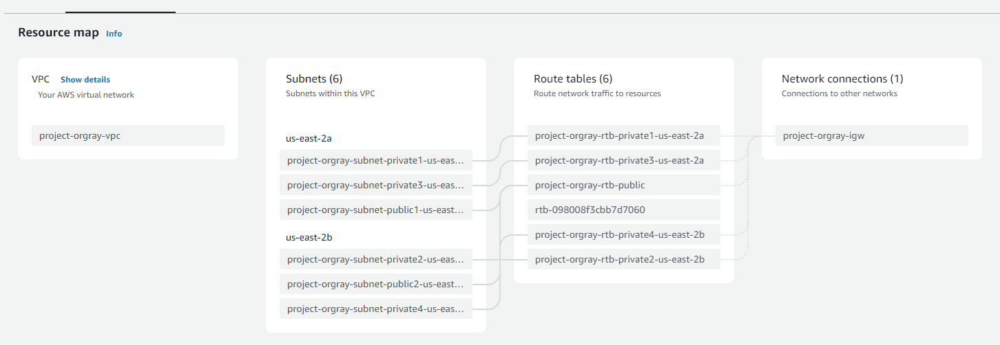 Resource map Info
VPC Show details
Your AWS virtual network
project-orgray-vpc
Subnets (6)
Subnets within this VPC
us-east-2a
project-orgray-subnet-private1-us-eas...
project-orgray-subnet-private3-us-eas...
project-orgray-subnet-public1-us-east...
us-east-2b
project-orgray-subnet-private2-us-eas...
project-orgray-subnet-public2-us-east...
project-orgray-subnet-private4-us-eas...
Route tables (6)
Route network traffic to resources
project-orgray-rtb-private1-us-east-2a
project-orgray-rtb-private3-us-east-2a
project-orgray-rtb-public
rtb-098008f3cbb7d7060
project-orgray-rtb-private4-us-east-2b
project-orgray-rtb-private2-us-east-2b
Network connections (1)
Connections to other networks
project-orgray-igw